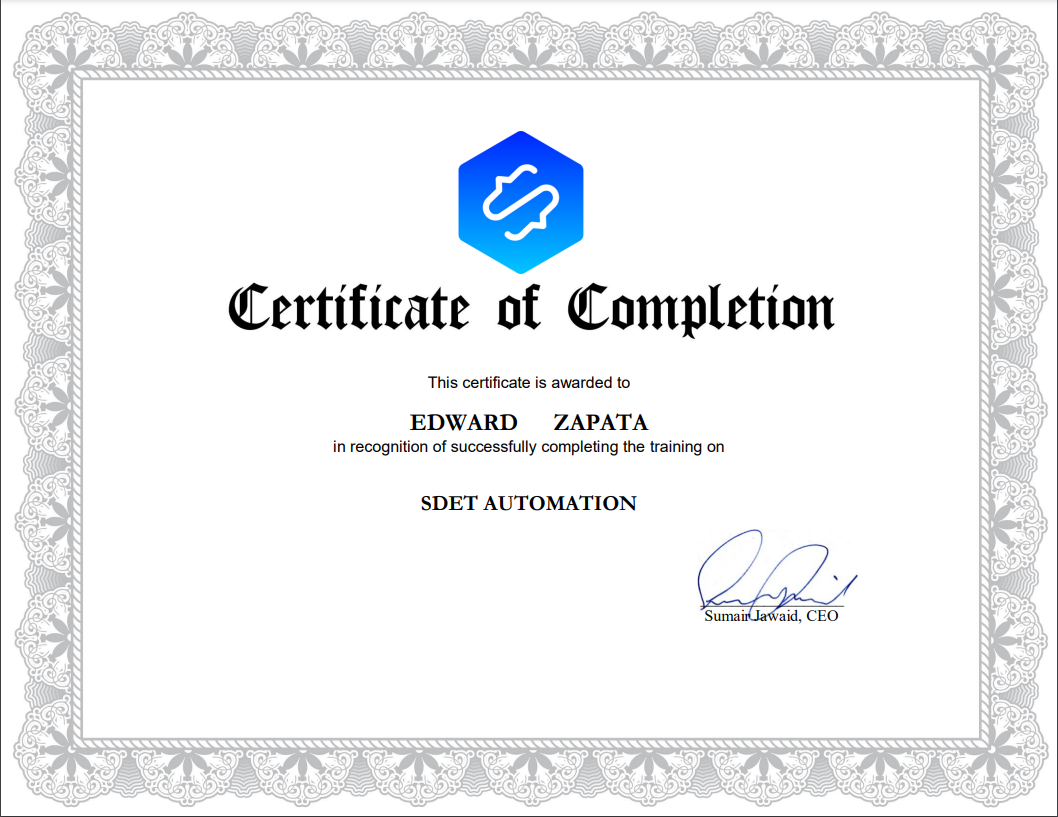 Certificate of Completion
This certificate is awarded to
EDWARD ZAPATA
in recognition of successfully completing the training on
SDET AUTOMATION
Sumair Jawaid, CEO